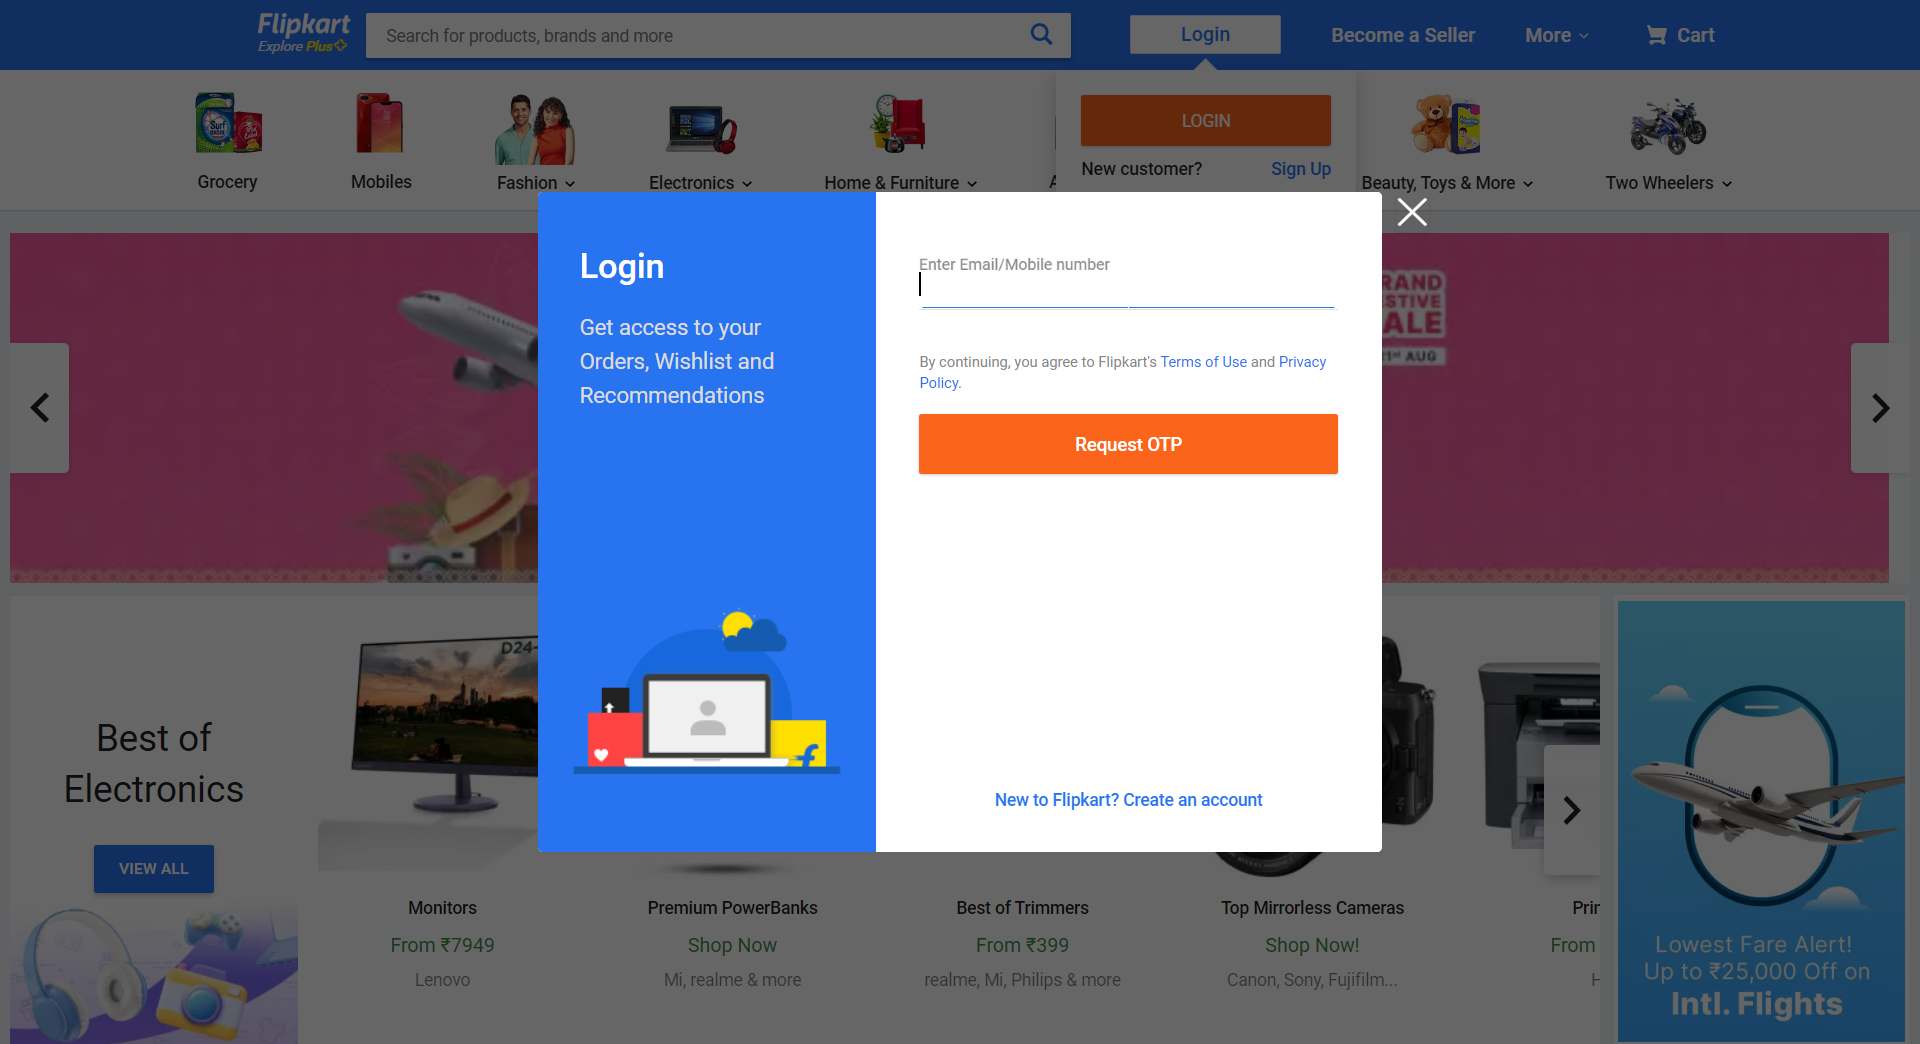 Flipkart
Explore Plus
Search for products, brands and more
Login
Become a Seller
More
Cart
LOGIN
New customer?
Sign Up
Grocery
Mobiles
Fashion
Electronics
Home & Furniture
A
Beauty, Toys & More
Two Wheelers
Login
Get access to your
Orders, Wishlist and
Recommendations
Enter Email/Mobile number
By continuing, you agree to Flipkart's Terms of Use and Privacy
Policy.
Request OTP
New to Flipkart? Create an account
RAND
STIVE
ALE
1st AUG
D24-
Best of
Electronics
VIEW ALL
Monitors
From ₹7949
Lenovo
Premium PowerBanks
Shop Now
Mi, realme & more
Best of Trimmers
From ₹399
realme, Mi, Philips & more
Top Mirrorless Cameras
Shop Now!
Canon, Sony, Fujifilm...
Prin
From
H
Lowest Fare Alert!
Up to ₹25,000 Off on
Intl. Flights